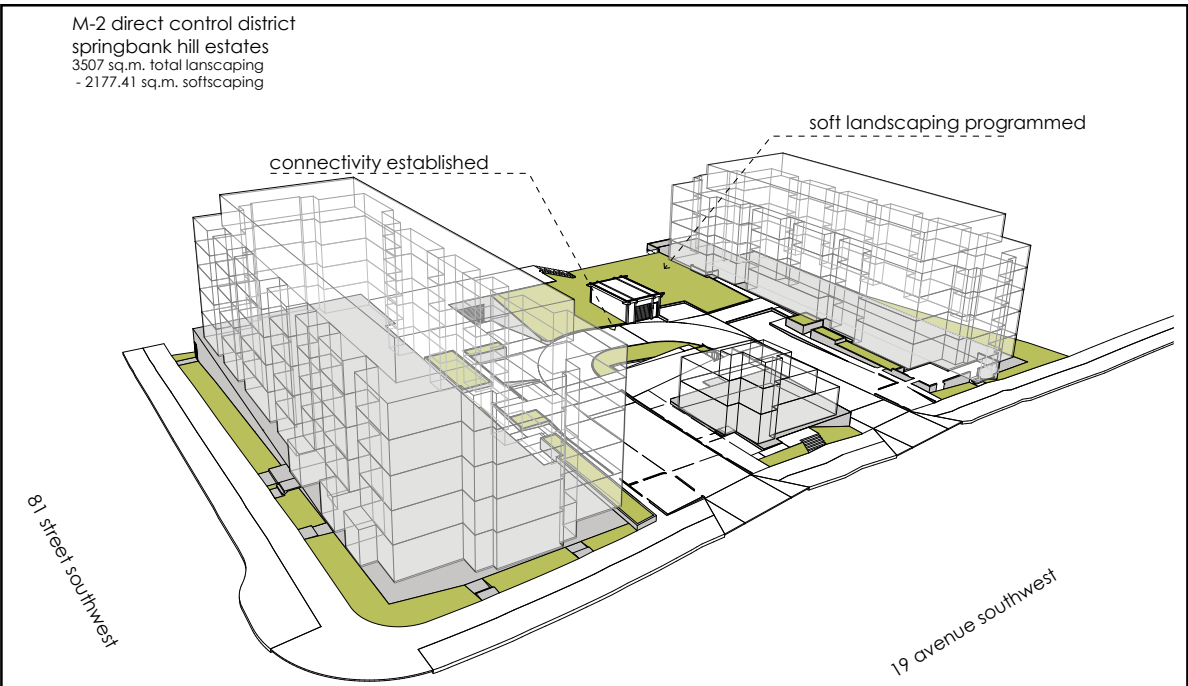 M-2 direct control district
springbank hill estates
3507 sq.m. total lanscaping
- 2177.41 sq.m. softscaping
soft landscaping programmed
connectivity established
81 street southwest
19 avenue southwest